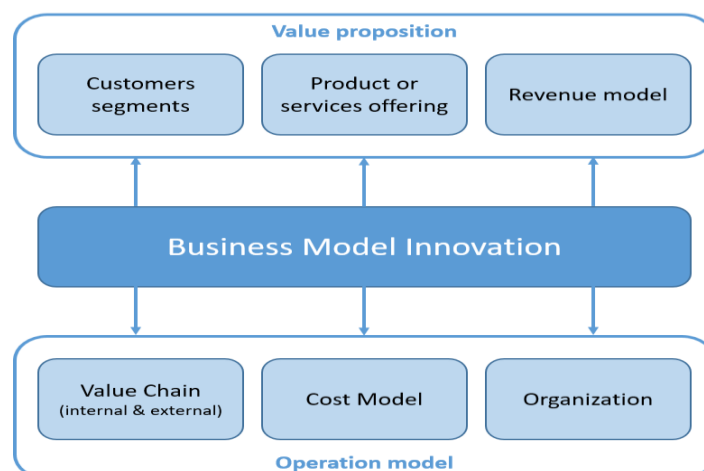 Value proposition
Customers
segments
Product or
services offering
Revenue model
Business Model Innovation
Value Chain
(internal & external)
Cost Model
Organization
Operation model